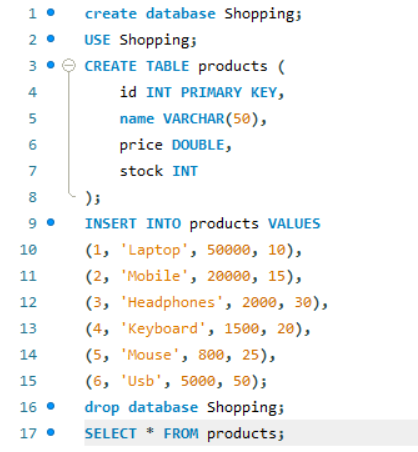 1 create database Shopping;
2 USE Shopping;
3 CREATE TABLE products (
4 id INT PRIMARY KEY,
5 name VARCHAR(50),
6 price DOUBLE,
7 stock INT
8 );
9 INSERT INTO products VALUES
10 (1, 'Laptop', 50000, 10),
11 (2, 'Mobile', 20000, 15),
12 (3, 'Headphones', 2000, 30),
13 (4, 'Keyboard', 1500, 20),
14 (5, 'Mouse', 800, 25),
15 (6, 'Usb', 5000, 50);
16 drop database Shopping;
17 SELECT * FROM products;